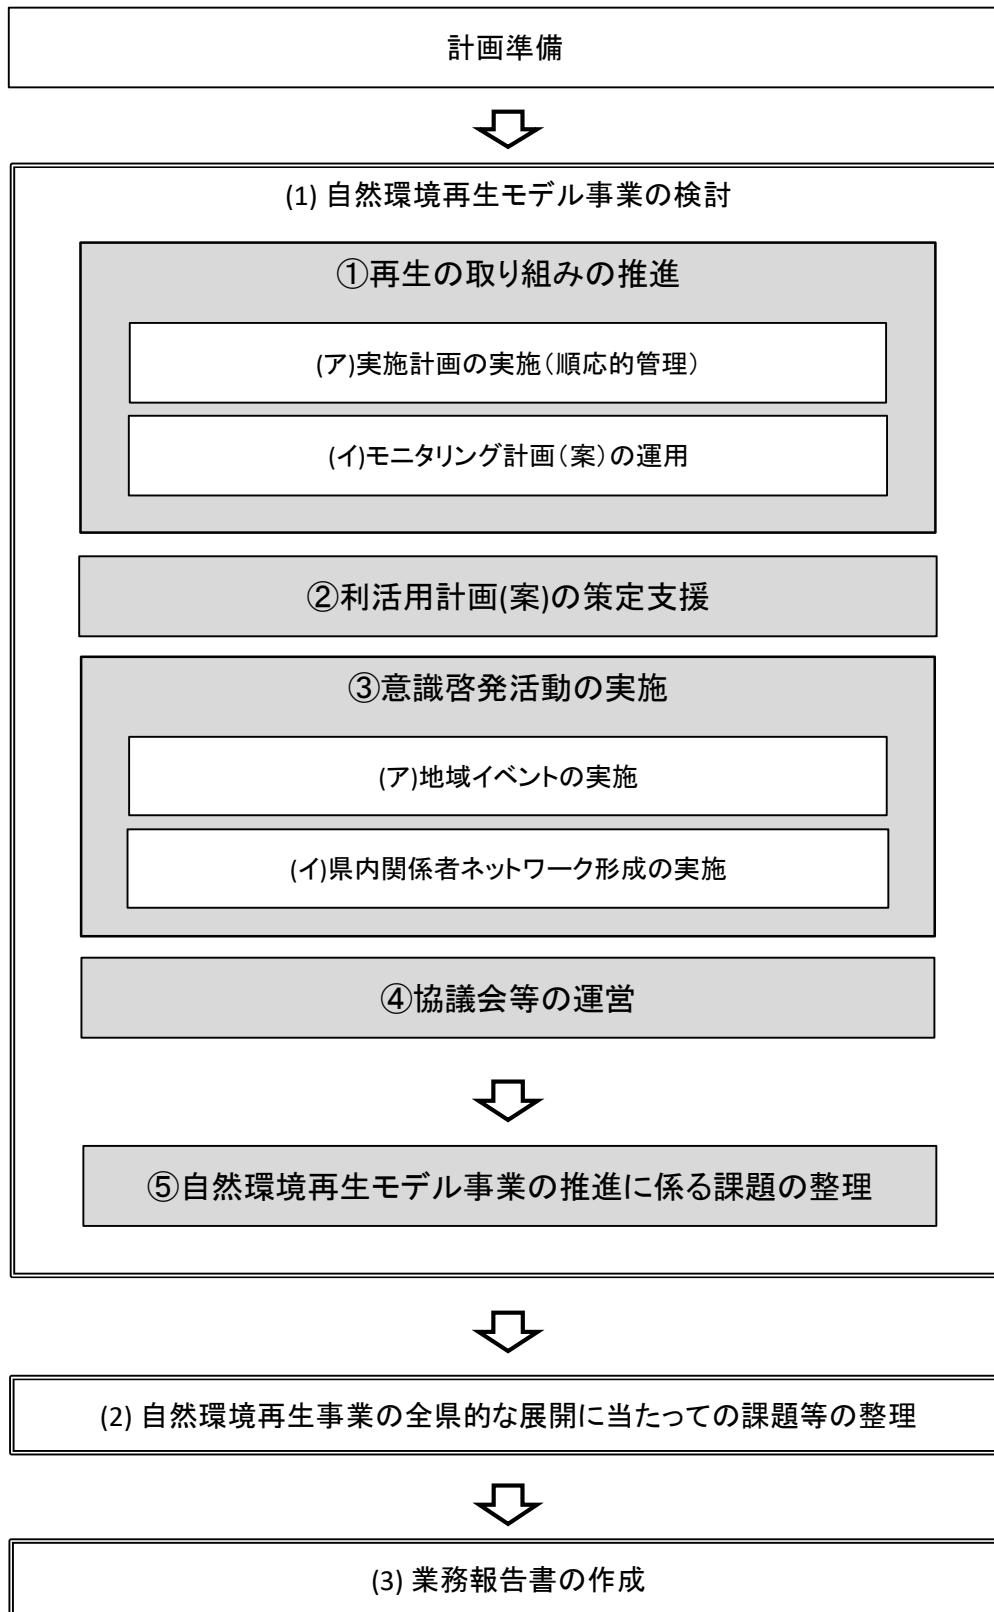 計画準備
(1) 自然環境再生モデル事業の検討
①再生の取り組みの推進
(ア)実施計画の実施（順応的管理）
(イ)モニタリング計画（案）の運用
②利活用計画(案)の策定支援
③意識啓発活動の実施
(ア)地域イベントの実施
(イ)県内関係者ネットワーク形成の実施
④協議会等の運営
⑤自然環境再生モデル事業の推進に係る課題の整理
(2) 自然環境再生事業の全県的な展開に当たっての課題等の整理
(3) 業務報告書の作成